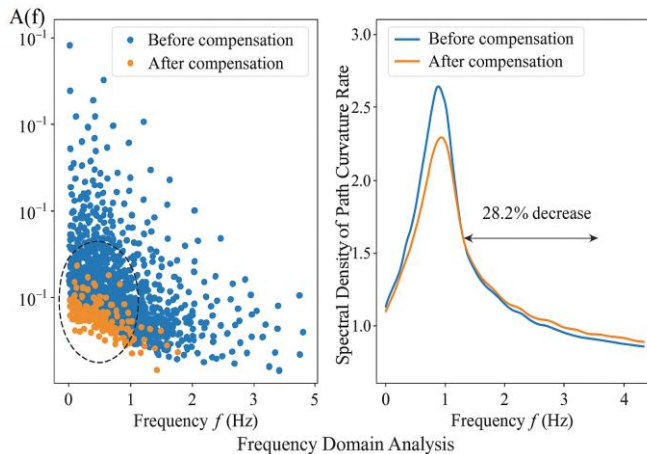 A(f)
10⁻¹
10⁻¹
10⁻¹
10⁻¹
Before compensation
After compensation
0 1 2 3 4 5
Frequency f (Hz)
Spectral Density of Path Curvature Rate
3.0
2.5
2.0
1.5
1.0
Before compensation
After compensation
28.2% decrease
0 1 2 3 4
Frequency f (Hz)
Frequency Domain Analysis